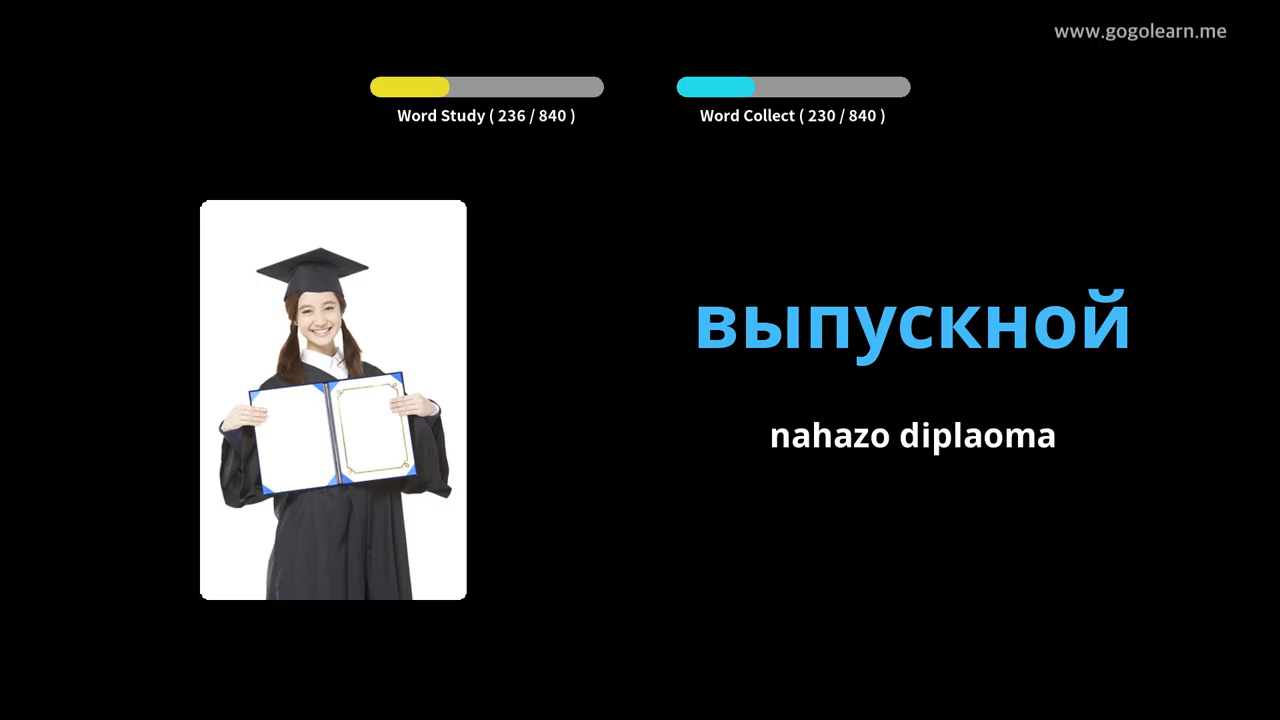 www.gogolearn.me
Word Study ( 236 / 840 )
Word Collect ( 230 / 840 )
выпускной
nahazo diplaoma